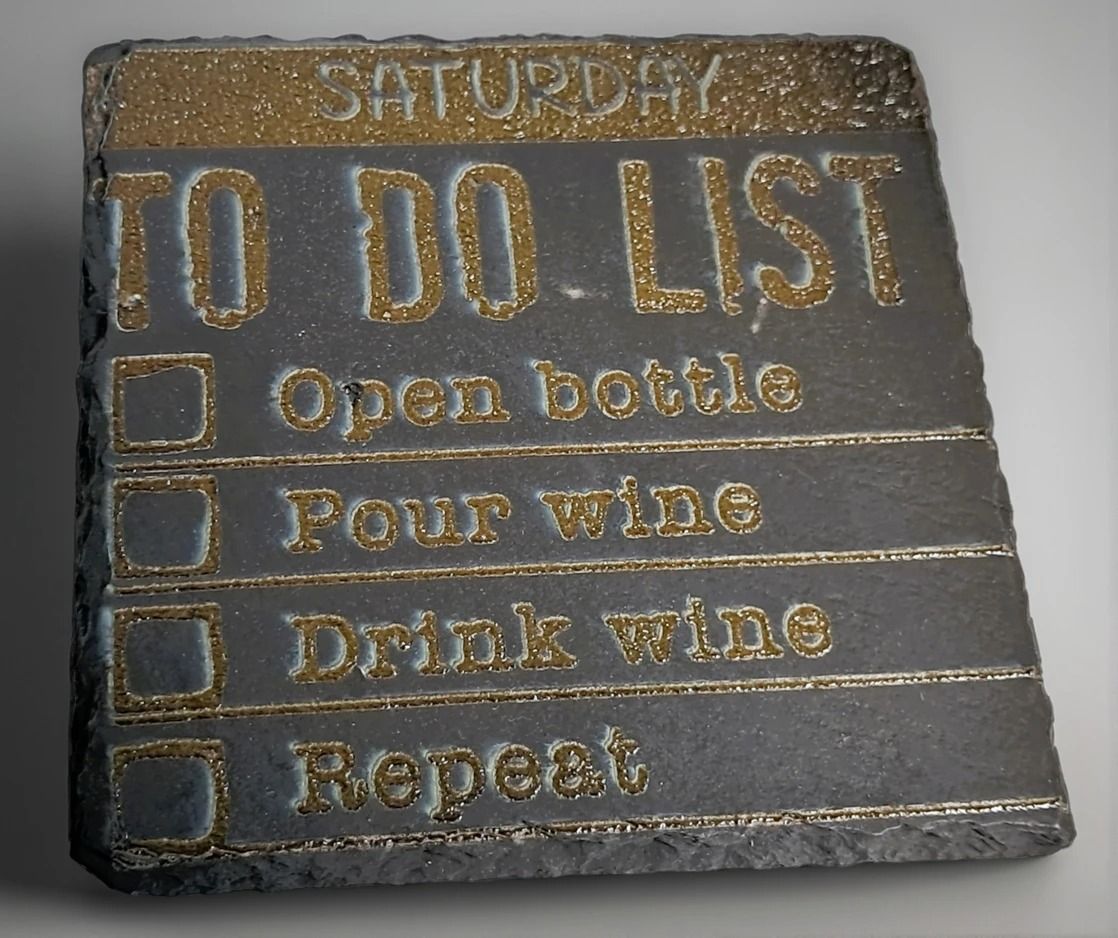 SATURDAY
TO DO LIST
Open bottle
Pour wine
Drink wine
Repeat